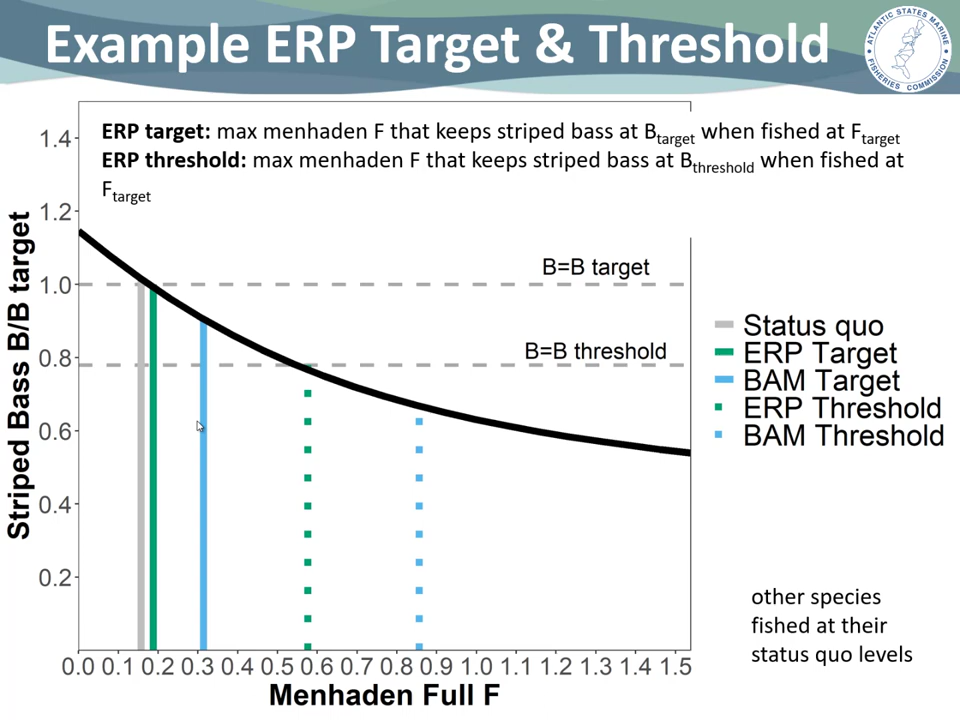 Example ERP Target & Threshold
ATLANTIC STATES MARINE
FISHERIES COMMISSION
ERP target: max menhaden F that keeps striped bass at Btarget when fished at Ftarget
ERP threshold: max menhaden F that keeps striped bass at Bthreshold when fished at
Ftarget
Striped Bass B/B target
1.4
1.2
1.0
0.8
0.6
0.4
0.2
B=B target
B=B threshold
Status quo
ERP Target
BAM Target
ERP Threshold
BAM Threshold
0.0 0.1 0.2 0.3 0.4 0.5 0.6 0.7 0.8 0.9 1.0 1.1 1.2 1.3 1.4 1.5
Menhaden Full F
other species
fished at their
status quo levels